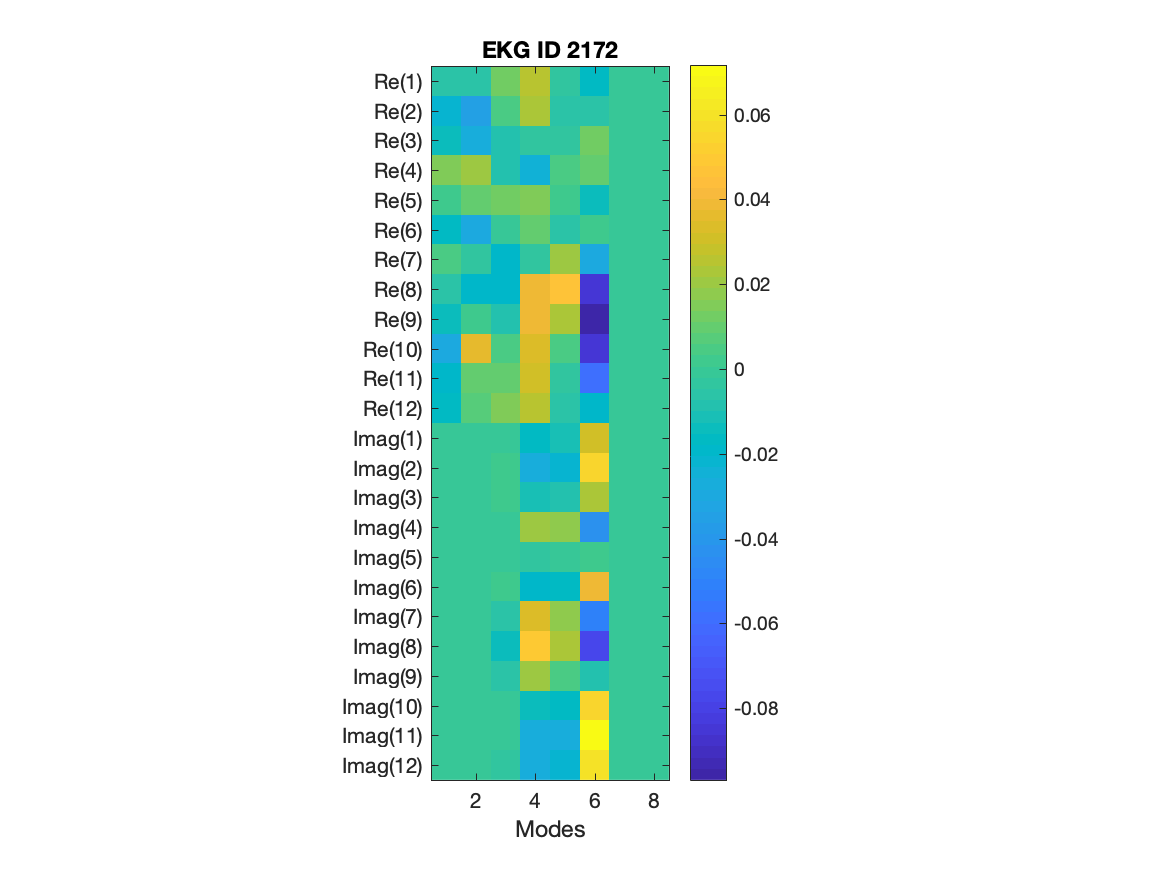 EKG ID 2172
Re(1)
Re(2)
Re(3)
Re(4)
Re(5)
Re(6)
Re(7)
Re(8)
Re(9)
Re(10)
Re(11)
Re(12)
Imag(1)
Imag(2)
Imag(3)
Imag(4)
Imag(5)
Imag(6)
Imag(7)
Imag(8)
Imag(9)
Imag(10)
Imag(11)
Imag(12)
2 4 6 8
Modes
0.06
0.04
0.02
0
-0.02
-0.04
-0.06
-0.08